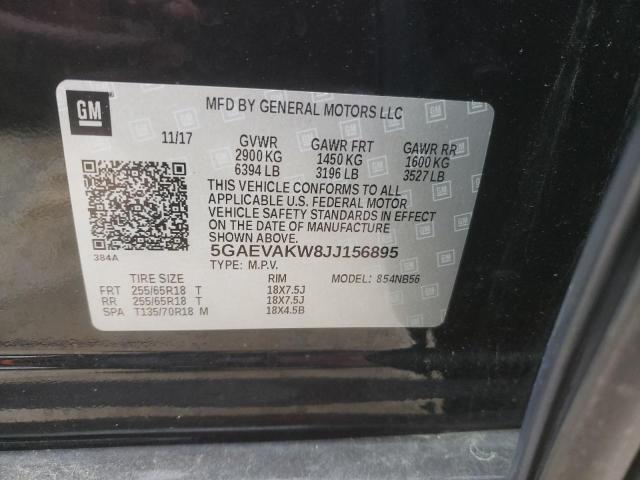 GM
MFD BY GENERAL MOTORS LLC
11/17 GVWR GAWR FRT GAWR RR
2900 KG 1450 KG 1600 KG
6394 LB 3196 LB 3527 LB
THIS VEHICLE CONFORMS TO ALL
APPLICABLE U.S. FEDERAL MOTOR
VEHICLE SAFETY STANDARDS IN EFFECT
ON THE DATE OF MANUFACTURE
SHOWN ABOVE.
384A
5GAEVAKW8JJ156895
TYPE: M.P.V. MODEL: 854NB56
TIRE SIZE RIM
FRT 255/65R18 T 18X7.5J
RR 255/65R18 T 18X7.5J
SPA T135/70R18 M 18X4.5B